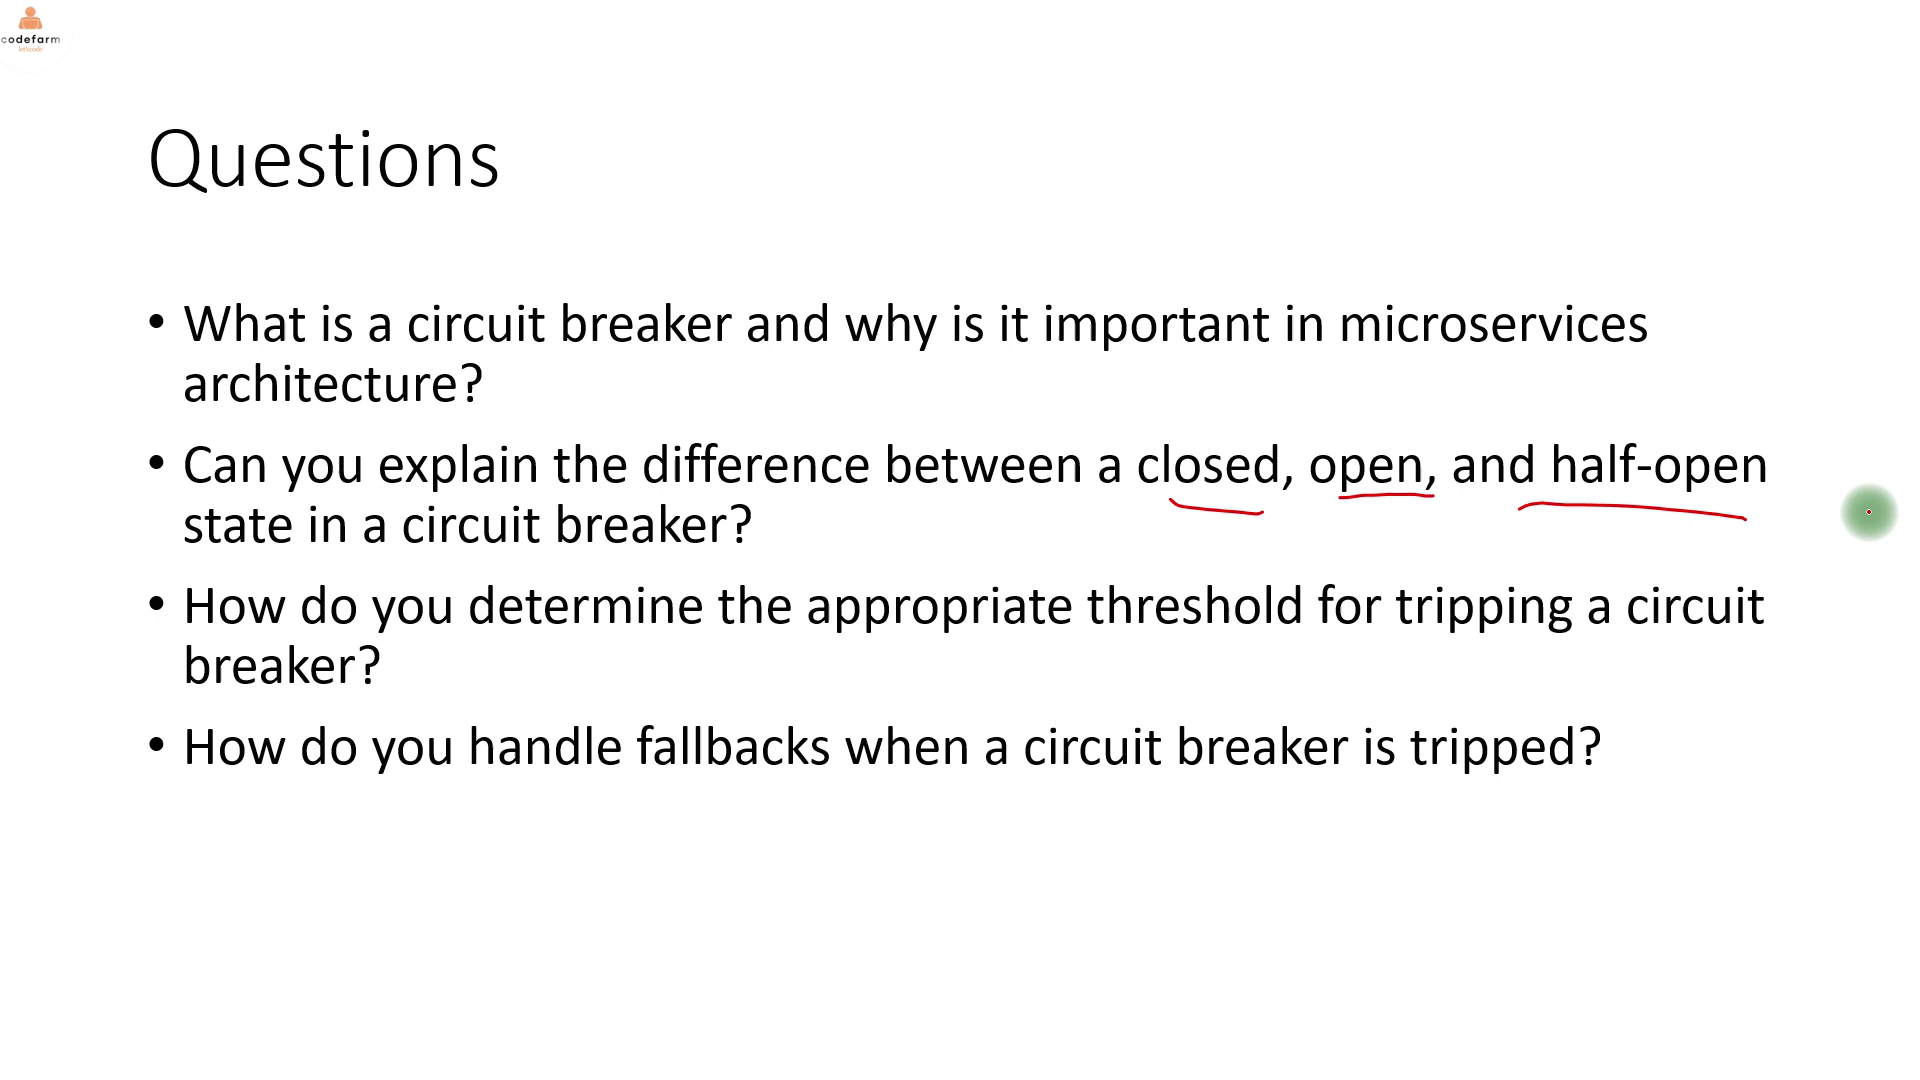 codefarm
let'scode
Questions
• What is a circuit breaker and why is it important in microservices
architecture?
• Can you explain the difference between a closed, open, and half-open
state in a circuit breaker?
• How do you determine the appropriate threshold for tripping a circuit
breaker?
• How do you handle fallbacks when a circuit breaker is tripped?